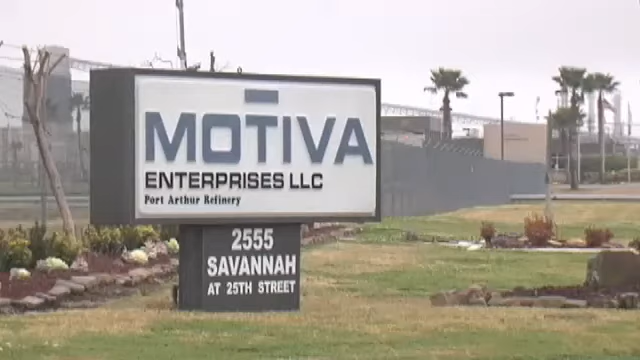 MOTIVA
ENTERPRISES LLC
Port Arthur Refinery
2555
SAVANNAH
AT 25TH STREET